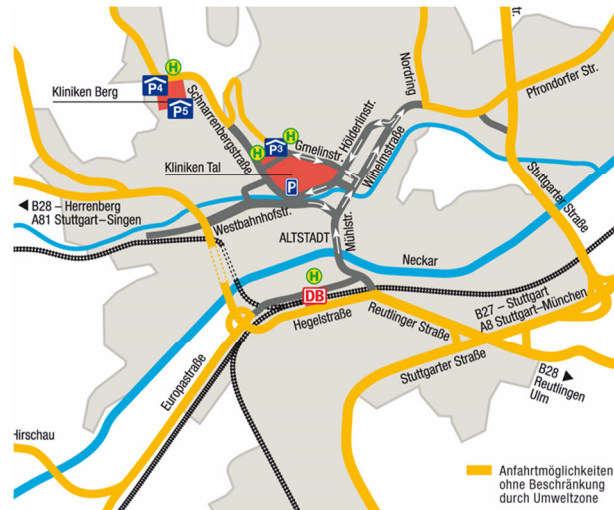 Kliniken Berg
P4
H
P5
Schnarrenbergstraße
H
H
P3
Gmelinstr.
Hölderlinstr.
Wilhelmstraße
Nordring
Pfrondorfer Str.
Stuttgarter Straße
Kliniken Tal
P
B28 – Herrenberg
A81 Stuttgart–Singen
Westbahnhofstr.
ALTSTADT
Mühlstr.
Neckar
H
DB
Hegelstraße
Reutlinger Straße
B27 – Stuttgart
A8 Stuttgart–München
Stuttgarter Straße
B28
Reutlingen
Ulm
Europastraße
Hirschau
Anfahrtmöglichkeiten
ohne Beschränkung
durch Umweltzone